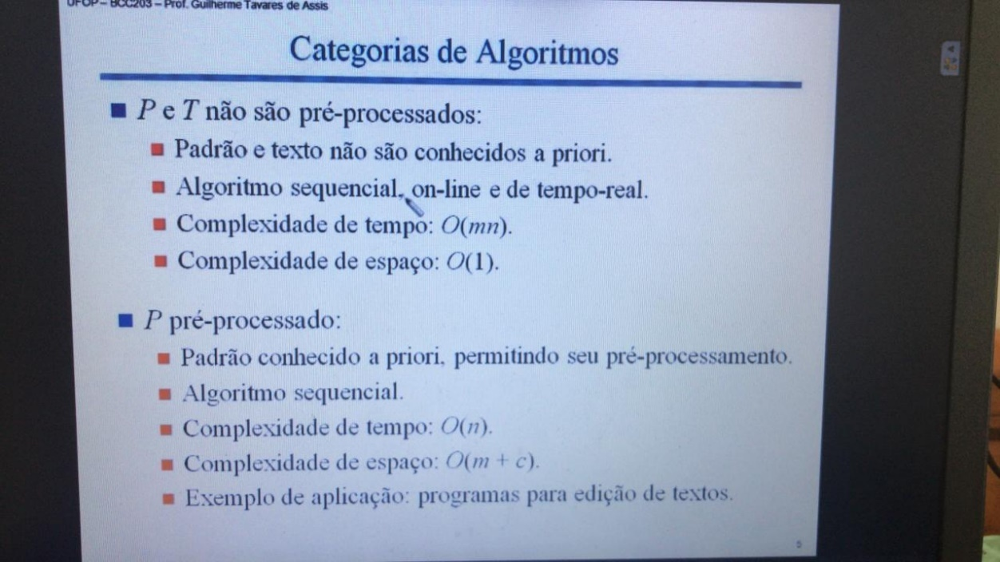 UFOP – BCC203 – Prof. Guilherme Tavares de Assis
Categorias de Algoritmos
P e T não são pré-processados:
Padrão e texto não são conhecidos a priori.
Algoritmo sequencial, on-line e de tempo-real.
Complexidade de tempo: O(mn).
Complexidade de espaço: O(1).
P pré-processado:
Padrão conhecido a priori, permitindo seu pré-processamento.
Algoritmo sequencial.
Complexidade de tempo: O(n).
Complexidade de espaço: O(m + c).
Exemplo de aplicação: programas para edição de textos.
5